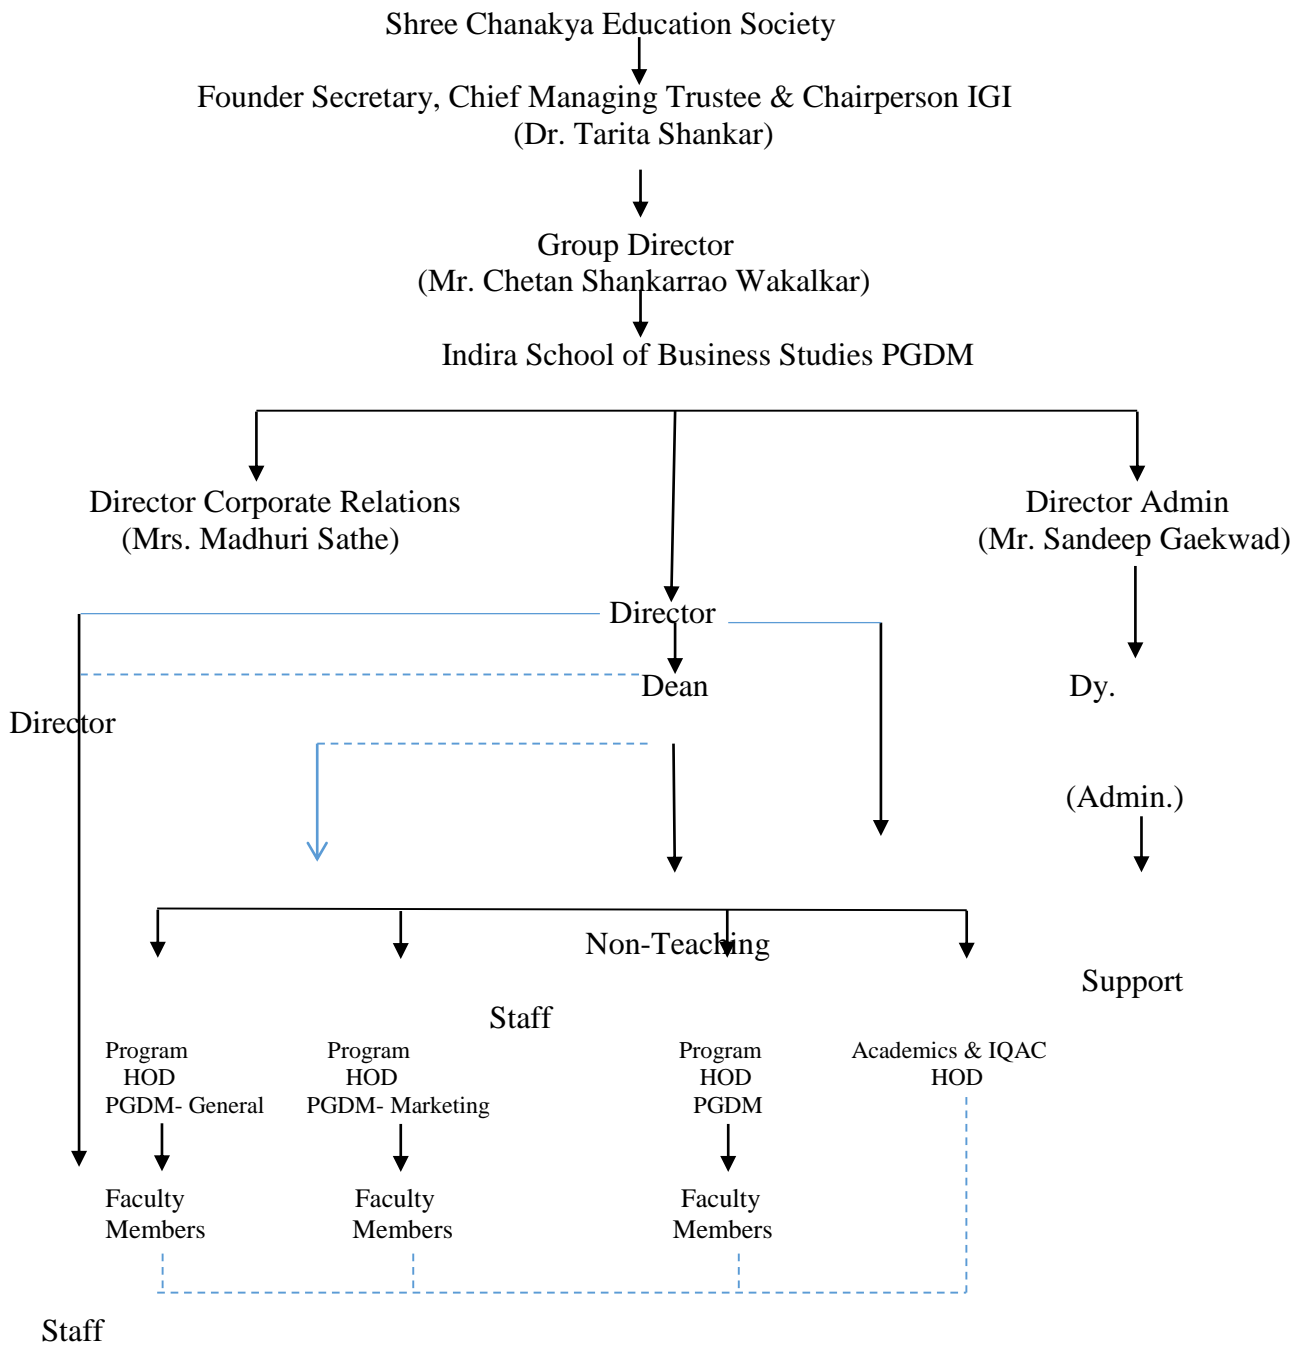 Shree Chanakya Education Society
Founder Secretary, Chief Managing Trustee & Chairperson IGI
(Dr. Tarita Shankar)
Group Director
(Mr. Chetan Shankarrao Wakalkar)
Indira School of Business Studies PGDM
Director Corporate Relations
(Mrs. Madhuri Sathe)
Director Admin
(Mr. Sandeep Gaekwad)
Director
Dean
Dy.
Director
(Admin.)
Non-Teaching
Support
Staff
Program
HOD
PGDM- General
Program
HOD
PGDM- Marketing
Program
HOD
PGDM
Academics & IQAC
HOD
Faculty
Members
Faculty
Members
Faculty
Members
Staff